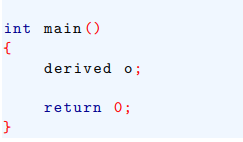 int main()
{
    derived o;
    return 0;
}